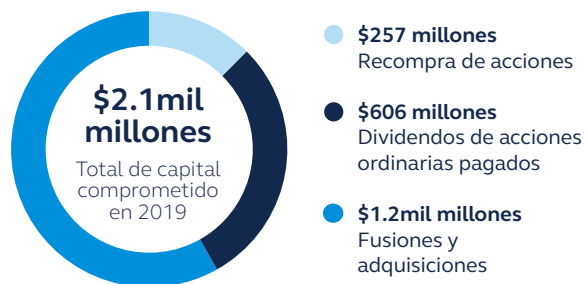 $2.1mil
millones
Total de capital
comprometido
en 2019
$257 millones
Recompra de acciones
$606 millones
Dividendos de acciones
ordinarias pagados
$1.2mil millones
Fusiones y
adquisiciones